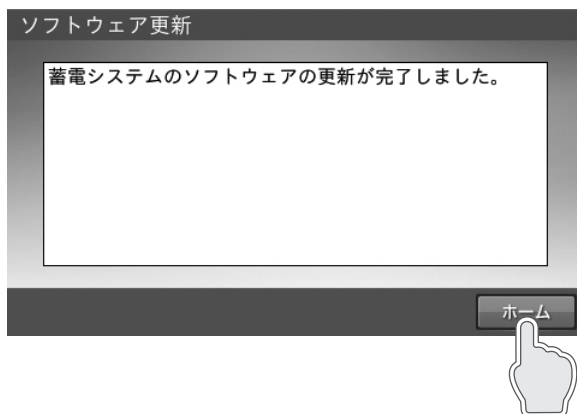 ソフトウェア更新
蓄電システムのソフトウェアの更新が完了しました。
ホーム